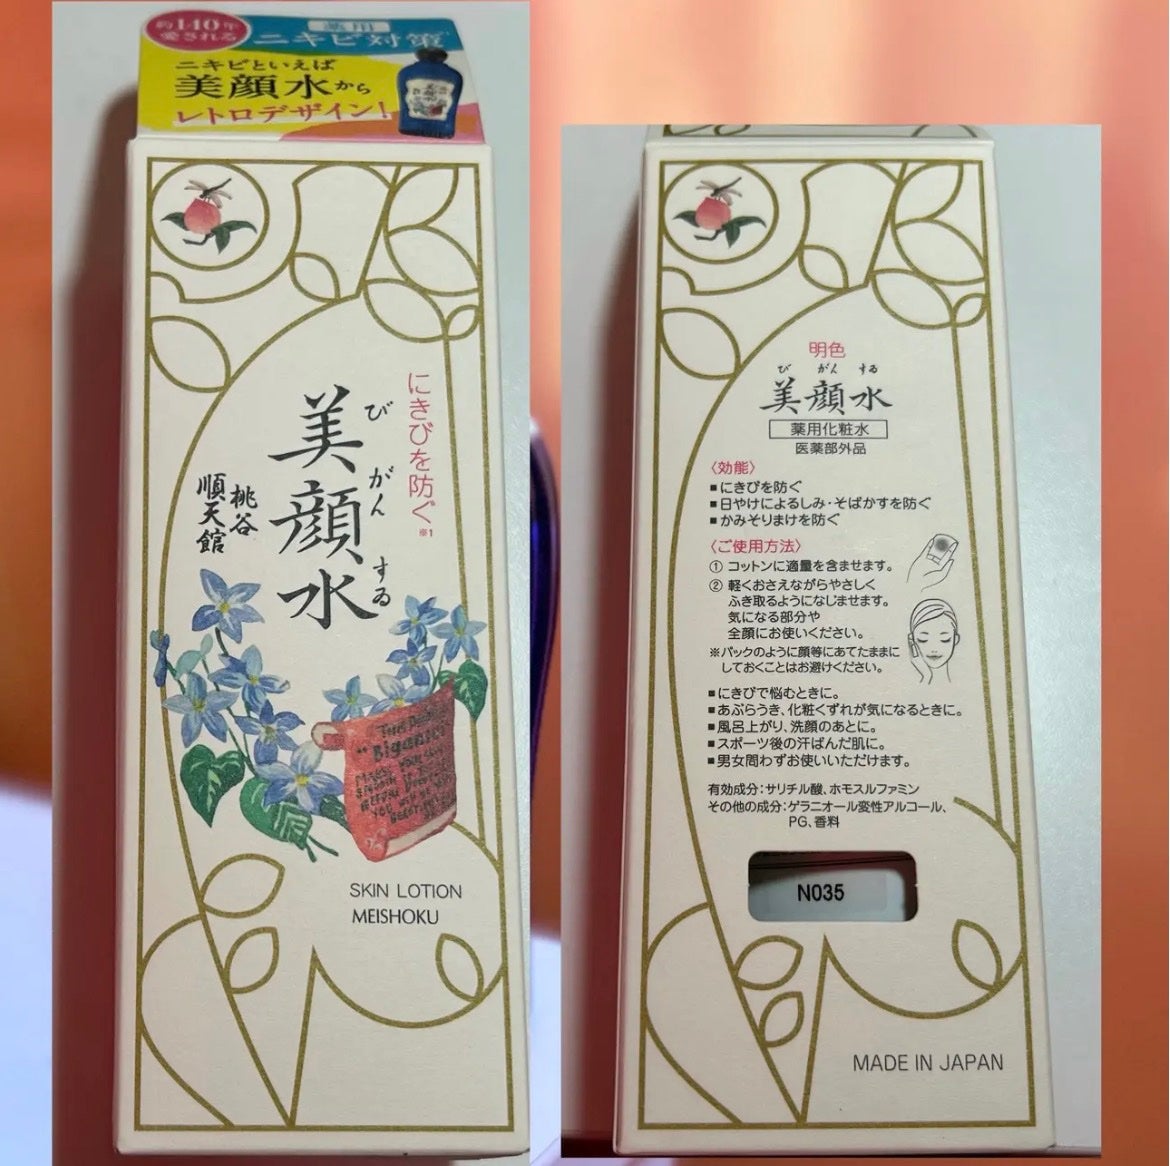 約140年
愛される
薬用
ニキビ対策
ニキビといえば
美顔水から
レトロデザイン!
にきびを防ぐ※1
美顔水
びがんすゐ
桃谷
順天館
"Biganic
SKIN LOTION
MEISHOKU
明色
びがんすゐ
美顔水
薬用化粧水
医薬部外品
〈効能〉
■にきびを防ぐ
■日やけによるしみ・そばかすを防ぐ
■かみそりまけを防ぐ
〈ご使用方法〉
① コットンに適量を含ませます。
② 軽くおさえながらやさしく
ふき取るようになじませます。
気になる部分や
全顔にお使いください。
※パックのように顔等にあてたままに
しておくことはお避けください。
■にきびで悩むときに。
■あぶらうき、化粧くずれが気になるときに。
■風呂上がり、洗顔のあとに。
■スポーツ後の汗ばんだ肌に。
■男女問わずお使いいただけます。
有効成分:サリチル酸、ホモスルファミン
その他の成分:ゲラニオール変性アルコール、
PG、香料
N035
MADE IN JAPAN